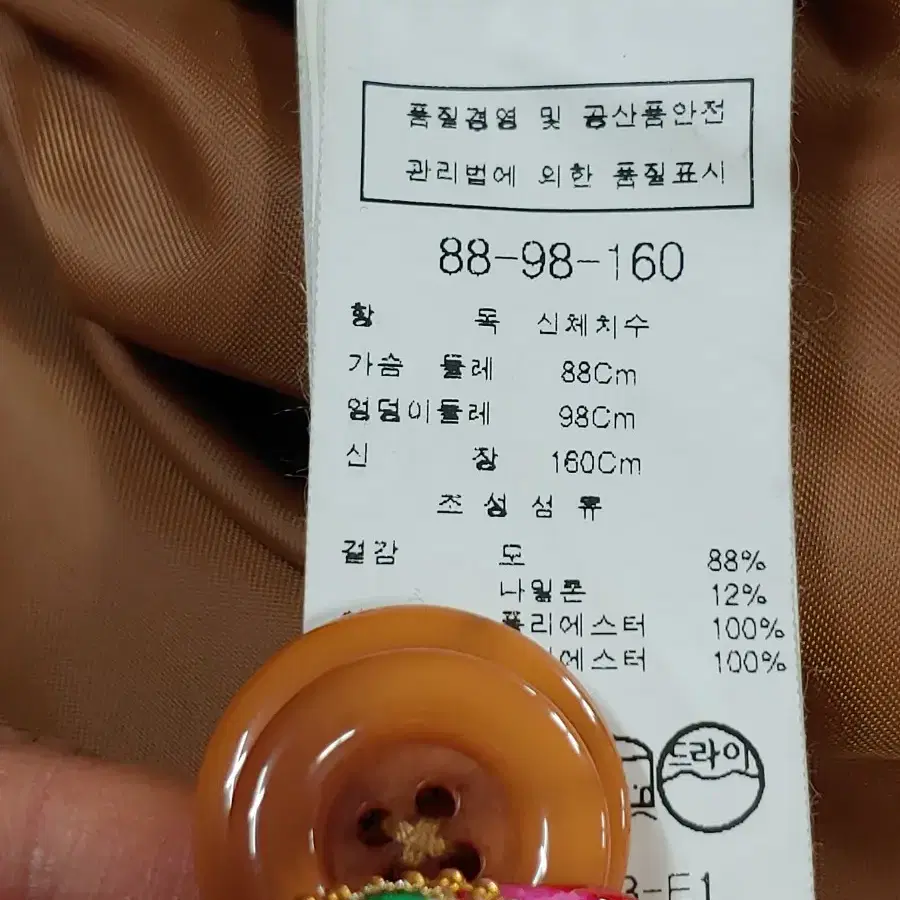 품질경영 및 공산품안전
관리법에 의한 품질표시
88-98-160
항 목 신체치수
가슴 둘레 88Cm
엉덩이둘레 98Cm
신 장 160Cm
조 성 섬 유
겉감 모 88%
나일론 12%
폴리에스터 100%
에스터 100%
드라이
-F1